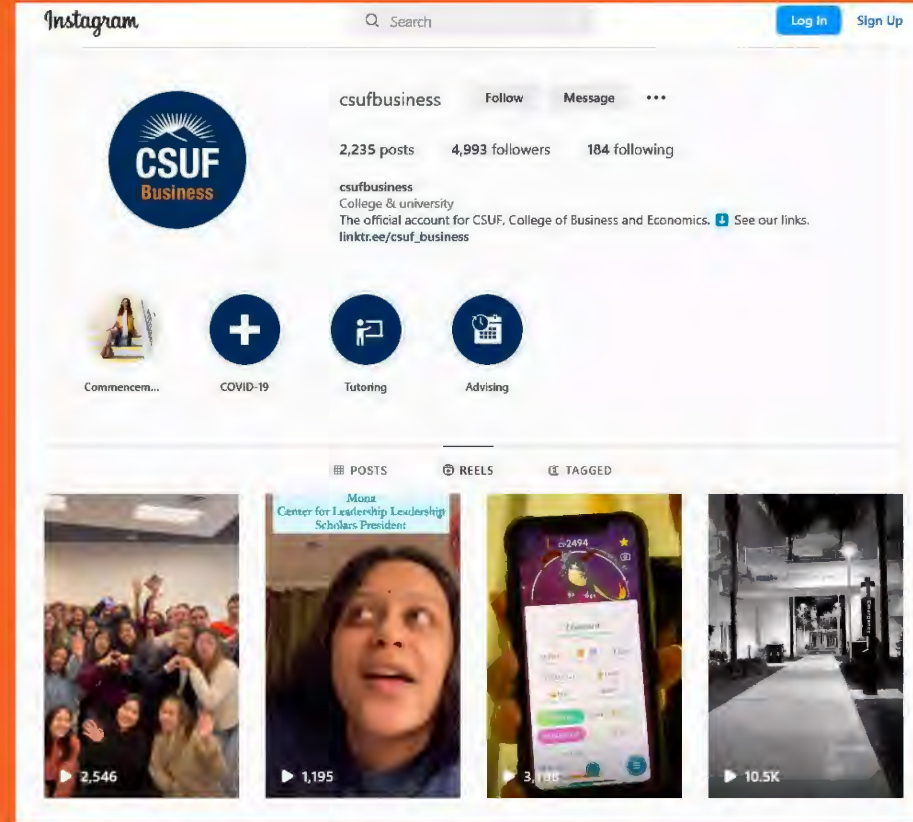 Instagram
Search
Log In
Sign Up
csufbusiness Follow Message •••
2,235 posts 4,993 followers 184 following
csufbusiness
College & university
The official account for CSUF, College of Business and Economics. ⬇ See our links.
linktr.ee/csuf_business
CSUF
Business
Commencem...
COVID-19
Tutoring
Advising
POSTS
REELS
TAGGED
Mona
Center for Leadership Leadership
Scholars President
CP2494
2,546
1,195
10.5K